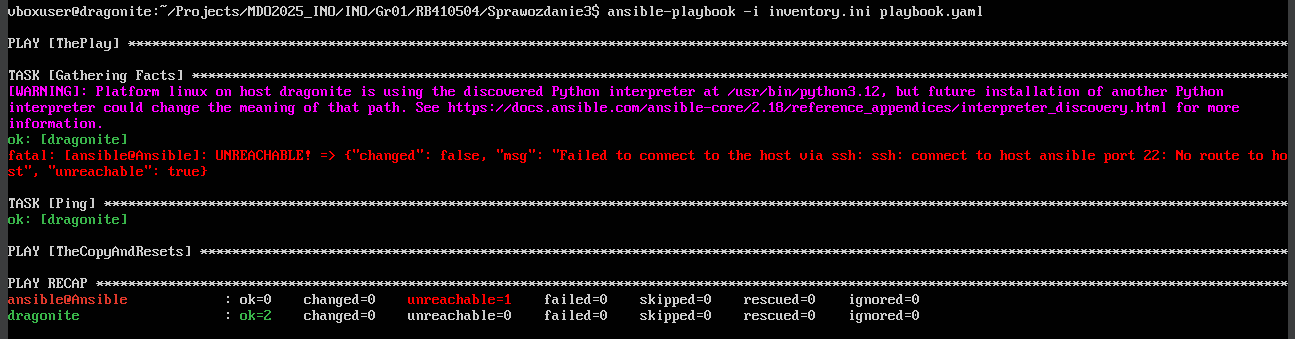 vboxuser@dragonite:~/Projects/MDO2025_INO/INO/Gr01/RB410504/Sprawozdanie3$ ansible-playbook -i inventory.ini playbook.yaml
PLAY [ThePlay] ******************************************************************************************************************************************************
TASK [Gathering Facts] **********************************************************************************************************************************************
[WARNING]: Platform linux on host dragonite is using the discovered Python interpreter at /usr/bin/python3.12, but future installation of another Python
interpreter could change the meaning of that path. See https://docs.ansible.com/ansible-core/2.18/reference_appendices/interpreter_discovery.html for more
information.
ok: [dragonite]
fatal: [ansible@Ansible]: UNREACHABLE! => {"changed": false, "msg": "Failed to connect to the host via ssh: ssh: connect to host ansible port 22: No route to ho
st", "unreachable": true}
TASK [Ping] *********************************************************************************************************************************************************
ok: [dragonite]
PLAY [TheCopyAndResets] *********************************************************************************************************************************************
PLAY RECAP **********************************************************************************************************************************************************
ansible@Ansible            : ok=0    changed=0    unreachable=1    failed=0    skipped=0    rescued=0    ignored=0
dragonite                  : ok=2    changed=0    unreachable=0    failed=0    skipped=0    rescued=0    ignored=0